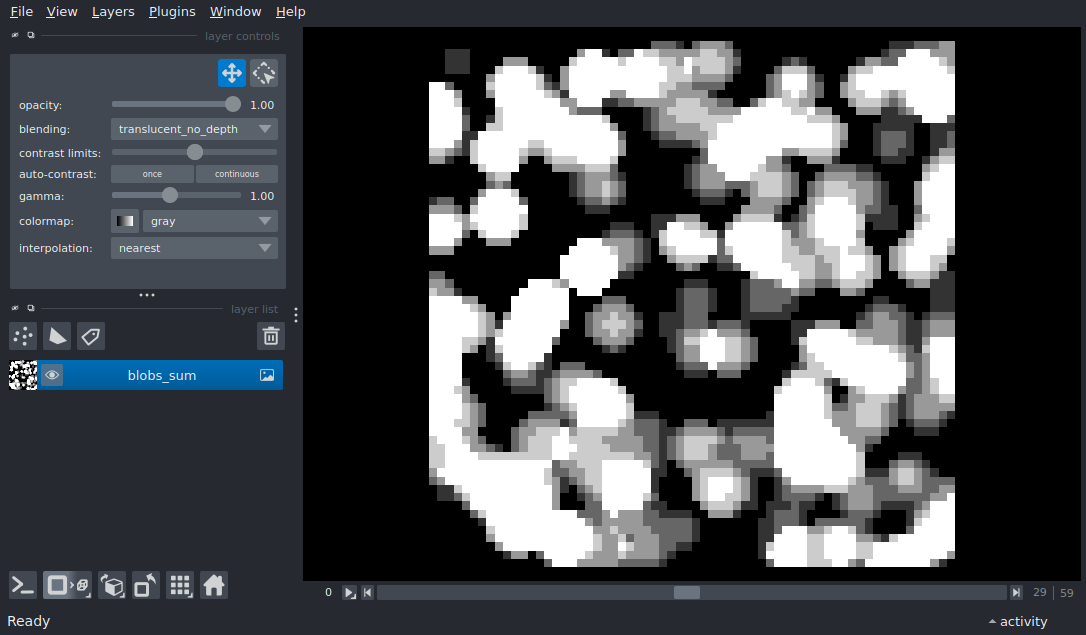 File View Layers Plugins Window Help
layer controls
opacity: 1.00
blending: translucent_no_depth
contrast limits:
auto-contrast: once continuous
gamma: 1.00
colormap: gray
interpolation: nearest
layer list
blobs_sum
0 29 59
Ready activity